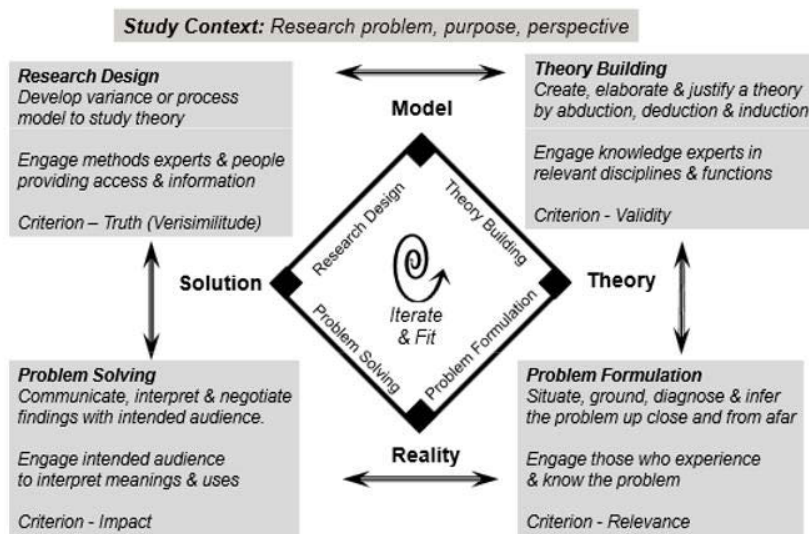 Study Context: Research problem, purpose, perspective
Research Design
Develop variance or process
model to study theory
Engage methods experts & people
providing access & information
Criterion – Truth (Verisimilitude)
Theory Building
Create, elaborate & justify a theory
by abduction, deduction & induction
Engage knowledge experts in
relevant disciplines & functions
Criterion - Validity
Model
Research Design
Theory Building
Solution
Iterate
& Fit
Theory
Problem Solving
Problem Formulation
Reality
Problem Solving
Communicate, interpret & negotiate
findings with intended audience.
Engage intended audience
to interpret meanings & uses
Criterion - Impact
Problem Formulation
Situate, ground, diagnose & infer
the problem up close and from afar
Engage those who experience
& know the problem
Criterion - Relevance